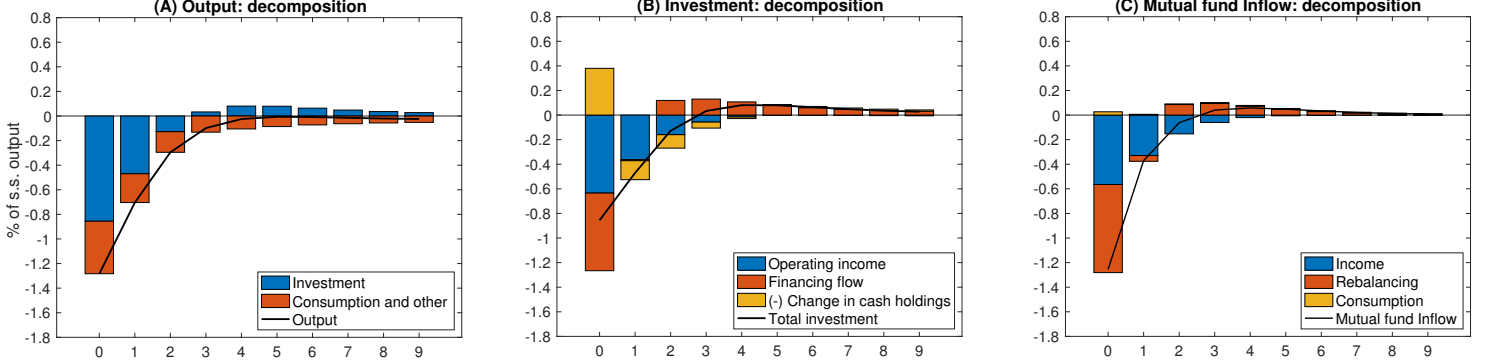 (A) Output: decomposition
% of s.s. output
0.8
0.6
0.4
0.2
0
-0.2
-0.4
-0.6
-0.8
-1
-1.2
-1.4
-1.6
-1.8
0 1 2 3 4 5 6 7 8 9
Investment
Consumption and other
Output
(B) Investment: decomposition
0.8
0.6
0.4
0.2
0
-0.2
-0.4
-0.6
-0.8
-1
-1.2
-1.4
-1.6
-1.8
0 1 2 3 4 5 6 7 8 9
Operating income
Financing flow
(-) Change in cash holdings
Total investment
(C) Mutual fund Inflow: decomposition
0.8
0.6
0.4
0.2
0
-0.2
-0.4
-0.6
-0.8
-1
-1.2
-1.4
-1.6
-1.8
0 1 2 3 4 5 6 7 8 9
Income
Rebalancing
Consumption
Mutual fund Inflow